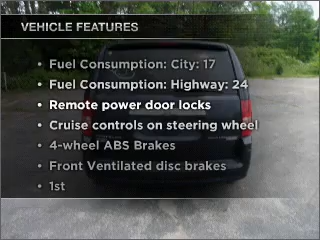 VEHICLE FEATURES
• Fuel Consumption: City: 17
• Fuel Consumption: Highway: 24
• Remote power door locks
• Cruise controls on steering wheel
• 4-wheel ABS Brakes
• Front Ventilated disc brakes
• 1st